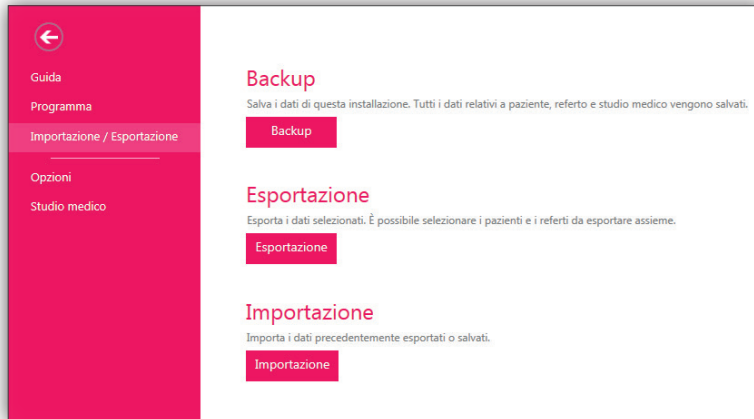 Guida
Programma
Importazione / Esportazione
Opzioni
Studio medico
Backup
Salva i dati di questa installazione. Tutti i dati relativi a paziente, referto e studio medico vengono salvati.
Backup
Esportazione
Esporta i dati selezionati. È possibile selezionare i pazienti e i referti da esportare assieme.
Esportazione
Importazione
Importa i dati precedentemente esportati o salvati.
Importazione